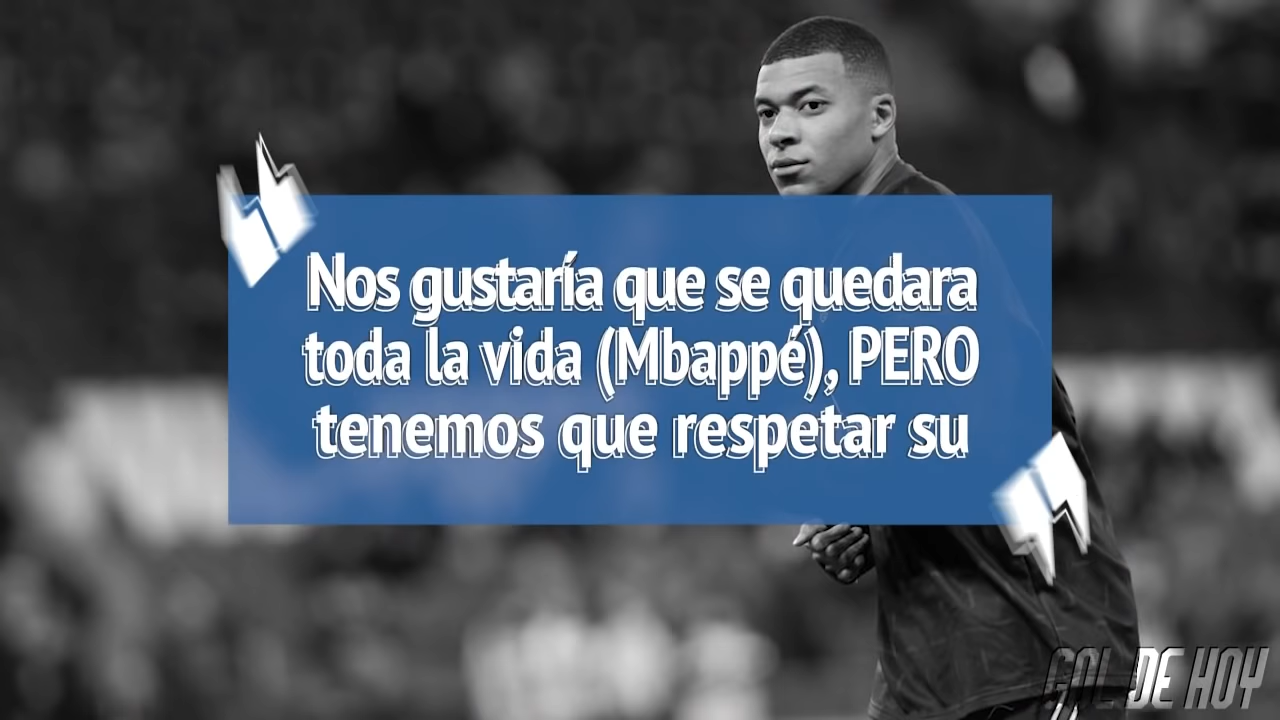 Nos gustaría que se quedara
toda la vida (Mbappé), PERO
tenemos que respetar su
GOL DE HOY